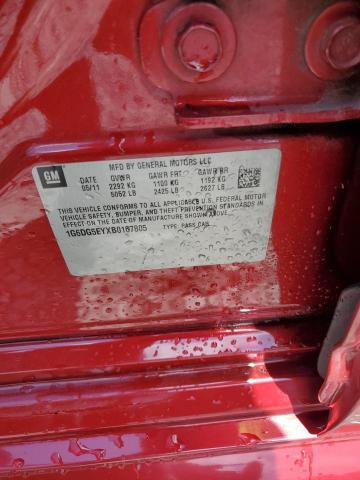 GM
MFD BY GENERAL MOTORS LLC
DATE GVWR GAWR FRT GAWR RR
05/11 2292 KG 1100 KG 1192 KG
5052 LB 2425 LB 2627 LB
THIS VEHICLE CONFORMS TO ALL APPLICABLE U.S. FEDERAL MOTOR
VEHICLE SAFETY, BUMPER, AND THEFT PREVENTION STANDARDS IN
EFFECT ON THE DATE OF MANUFACTURE SHOWN ABOVE.
1G6DG5EYXB0187805 TYPE: PASS CAR